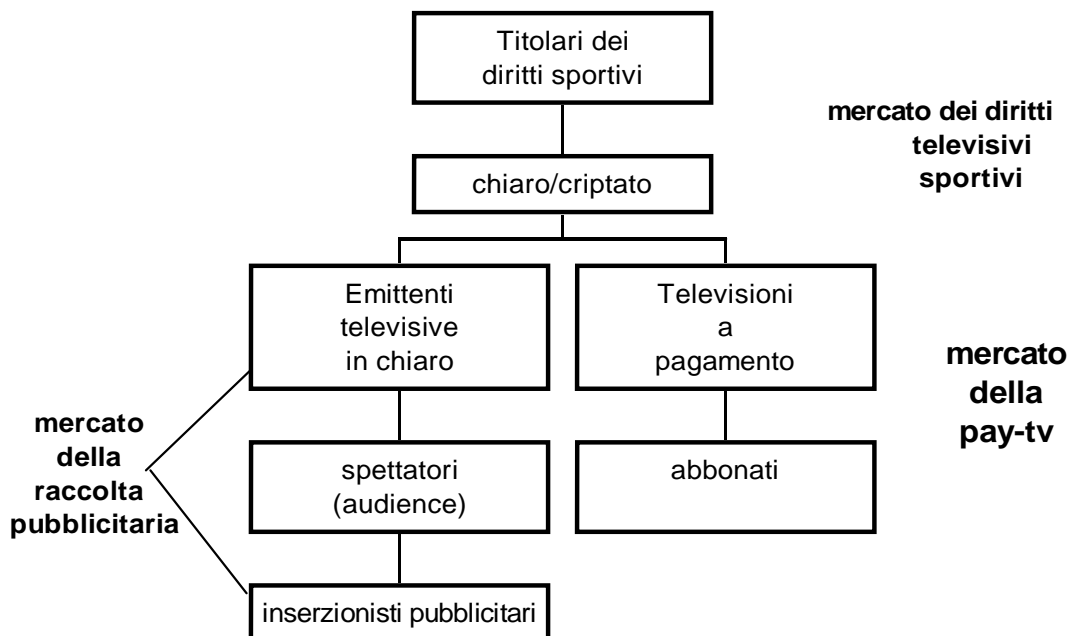 Titolari dei
diritti sportivi
mercato dei diritti
televisivi
sportivi
chiaro/criptato
Emittenti
televisive
in chiaro
Televisioni
a
pagamento
mercato
della
pay-tv
mercato
della
raccolta
pubblicitaria
spettatori
(audience)
abbonati
inserzionisti pubblicitari